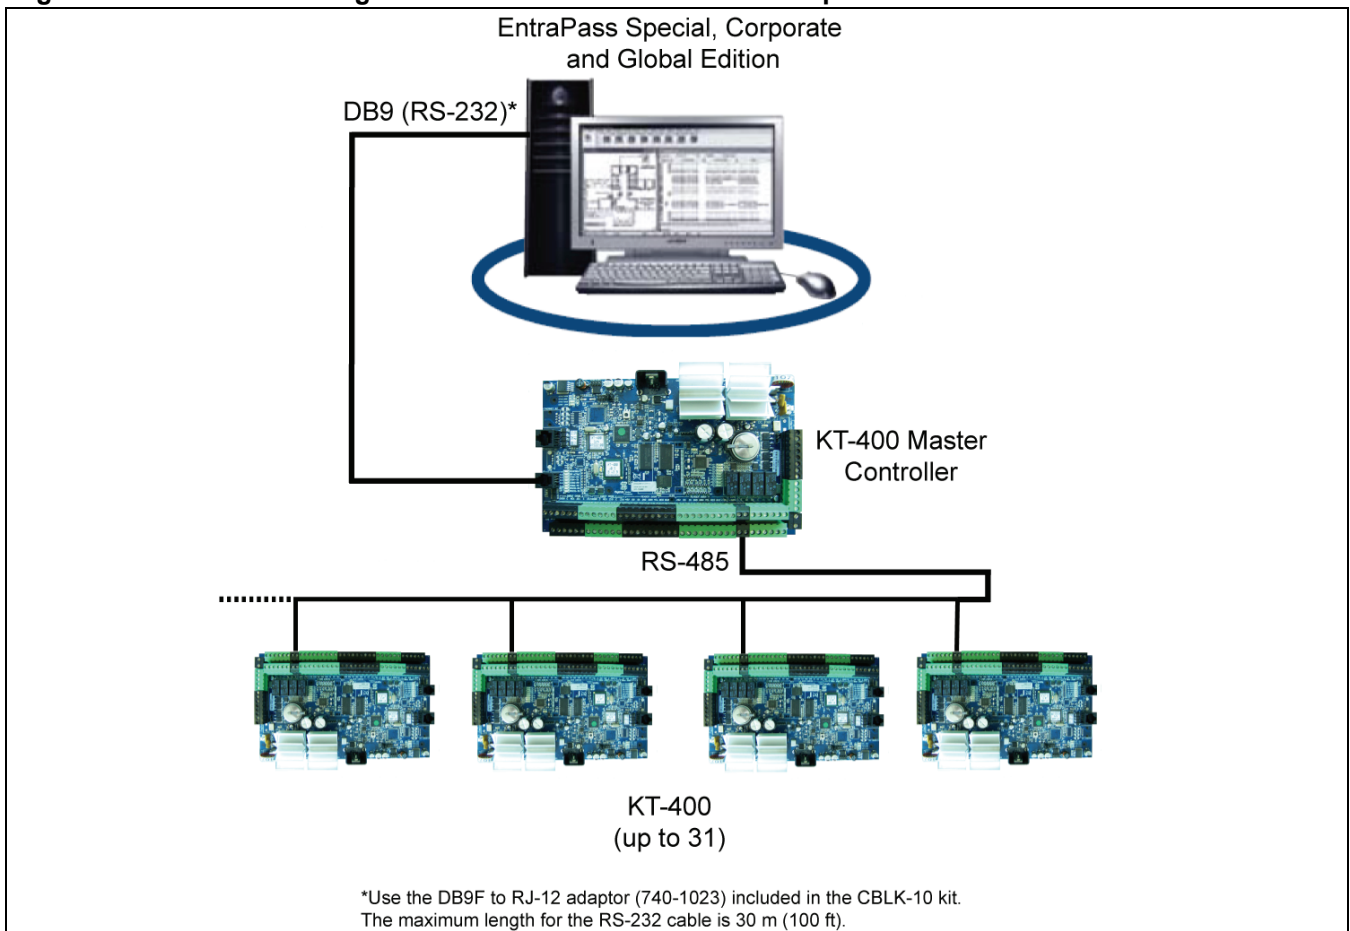 EntraPass Special, Corporate
and Global Edition
DB9 (RS-232)*
KT-400 Master
Controller
RS-485
KT-400
(up to 31)
*Use the DB9F to RJ-12 adaptor (740-1023) included in the CBLK-10 kit.
The maximum length for the RS-232 cable is 30 m (100 ft).